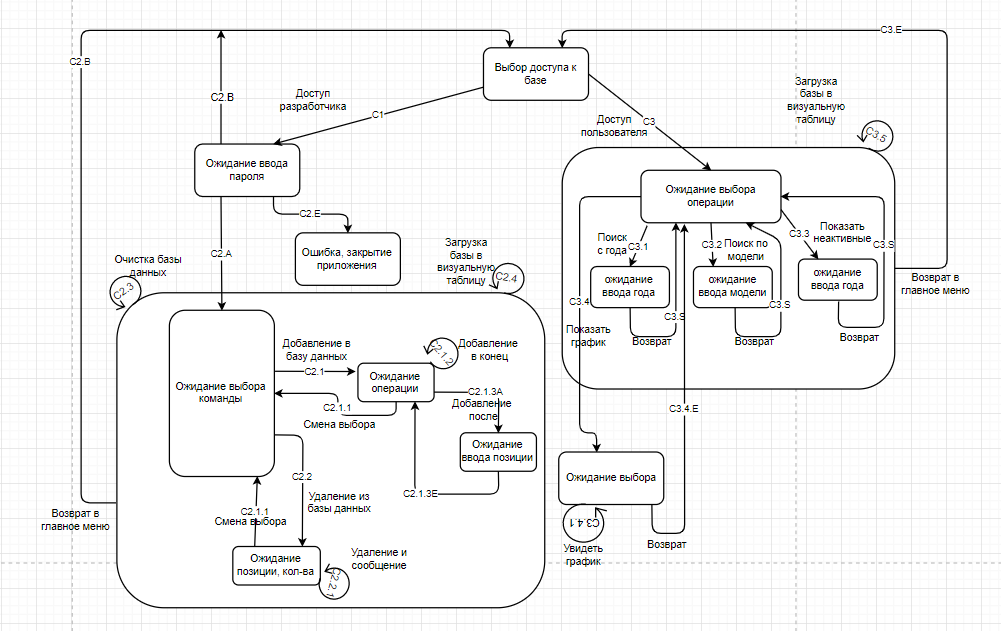 C3.E
C2.B
Выбор доступа к
базе
Загрузка
базы в
визуальную
таблицу
Доступ
разработчика
C2.B
C1
Доступ
пользователя
C3
C3.5
Ожидание ввода
пароля
Ожидание выбора
операции
C2.E
C2.A
Ошибка, закрытие
приложения
Поиск
с года
C3.1
C3.2
Поиск по
модели
C3.3
Показать
неактивные
C3.S
Загрузка
базы в
визуальную
таблицу
Очистка базы
данных
C2.3
C2.4
ожидание
ввода года
ожидание
ввода модели
ожидание
ввода года
Возврат в
главное меню
C3.4
C3.S
C3.S
Показать
график
Возврат
Возврат
Возврат
Добавление в
базу данных
C2.1
C2.1.2
Добавление
в конец
Ожидание выбора
команды
Ожидание
операции
C2.1.1
Смена выбора
C2.1.3A
Добавление
после
C3.4.E
Ожидание
ввода позиции
C2.2
C2.1.3E
Ожидание выбора
Удаление из
базы данных
Возврат в
главное меню
C2.1.1
Смена выбора
C3.4.1
Увидеть
график
Возврат
Ожидание
позиции, кол-ва
C2.2.1
Удаление и
сообщение